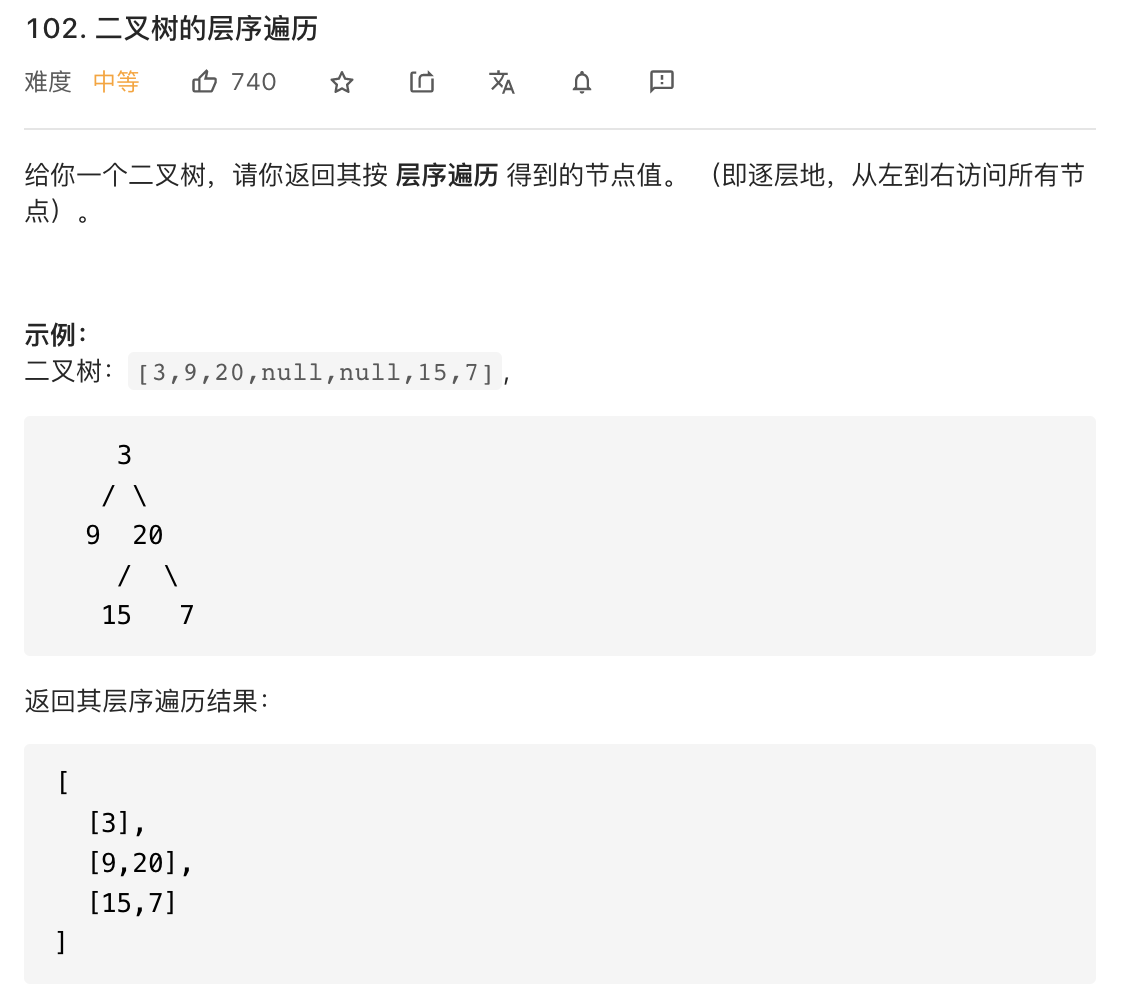 102. 二叉树的层序遍历
难度 中等 740
给你一个二叉树，请你返回其按 层序遍历 得到的节点值。 （即逐层地，从左到右访问所有节
点）。
示例：
二叉树：[3,9,20,null,null,15,7],
    3
   / \
  9  20
    /  \
   15   7
返回其层序遍历结果：
[
  [3],
  [9,20],
  [15,7]
]